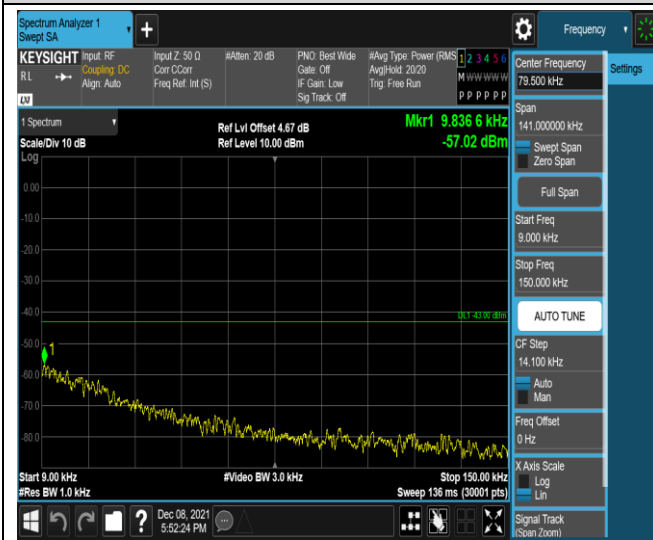 Spectrum Analyzer 1
Swept SA
Frequency
KEYSIGHT
RL
LXI
Input: RF
Coupling: DC
Align: Auto
Input Z: 50 Ω
Corr CCorr
Freq Ref: Int (S)
#Atten: 20 dB
PNO: Best Wide
Gate: Off
IF Gain: Low
Sig Track: Off
#Avg Type: Power (RMS
Avg|Hold: 20/20
Trig: Free Run
1 2 3 4 5 6
M W W W W W
P P P P P P
Center Frequency
79.500 kHz
Settings
Span
141.000000 kHz
Swept Span
Zero Span
Full Span
Start Freq
9.000 kHz
Stop Freq
150.000 kHz
AUTO TUNE
CF Step
14.100 kHz
Auto
Man
Freq Offset
0 Hz
X Axis Scale
Log
Lin
Signal Track
(Span Zoom)
1 Spectrum
Scale/Div 10 dB
Ref Lvl Offset 4.67 dB
Ref Level 10.00 dBm
Mkr1 9.836 6 kHz
-57.02 dBm
Log
0.00
-10.0
-20.0
-30.0
-40.0
DL1 -43.00 dBm
-50.0
1
-60.0
-70.0
-80.0
Start 9.00 kHz
#Res BW 1.0 kHz
#Video BW 3.0 kHz
Stop 150.00 kHz
Sweep 136 ms (30001 pts)
?
Dec 08, 2021
5:52:24 PM